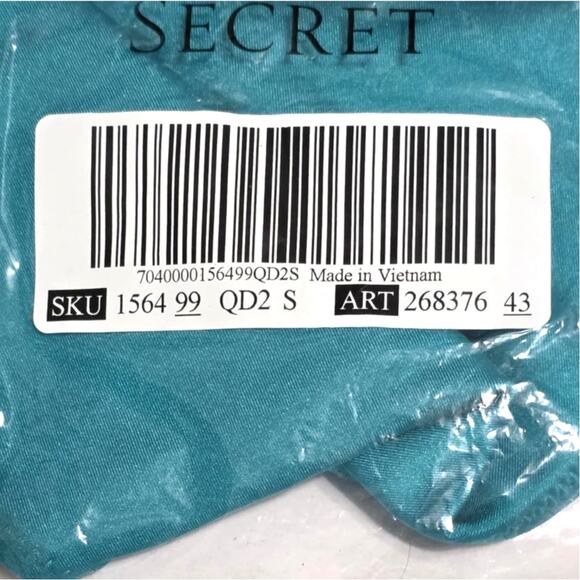 SECRET
7040000156499QD2S Made in Vietnam
SKU 1564 99 QD2 S ART 268376 43